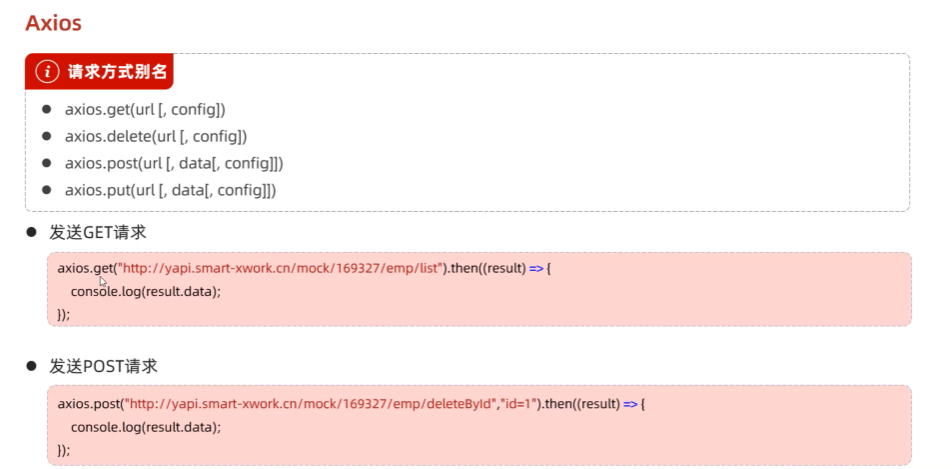 Axios
i 请求方式别名
● axios.get(url [, config])
● axios.delete(url [, config])
● axios.post(url [, data[, config]])
● axios.put(url [, data[, config]])
● 发送GET请求
axios.get("http://yapi.smart-xwork.cn/mock/169327/emp/list").then((result) => {
console.log(result.data);
});
● 发送POST请求
axios.post("http://yapi.smart-xwork.cn/mock/169327/emp/deleteById","id=1").then((result) => {
console.log(result.data);
});